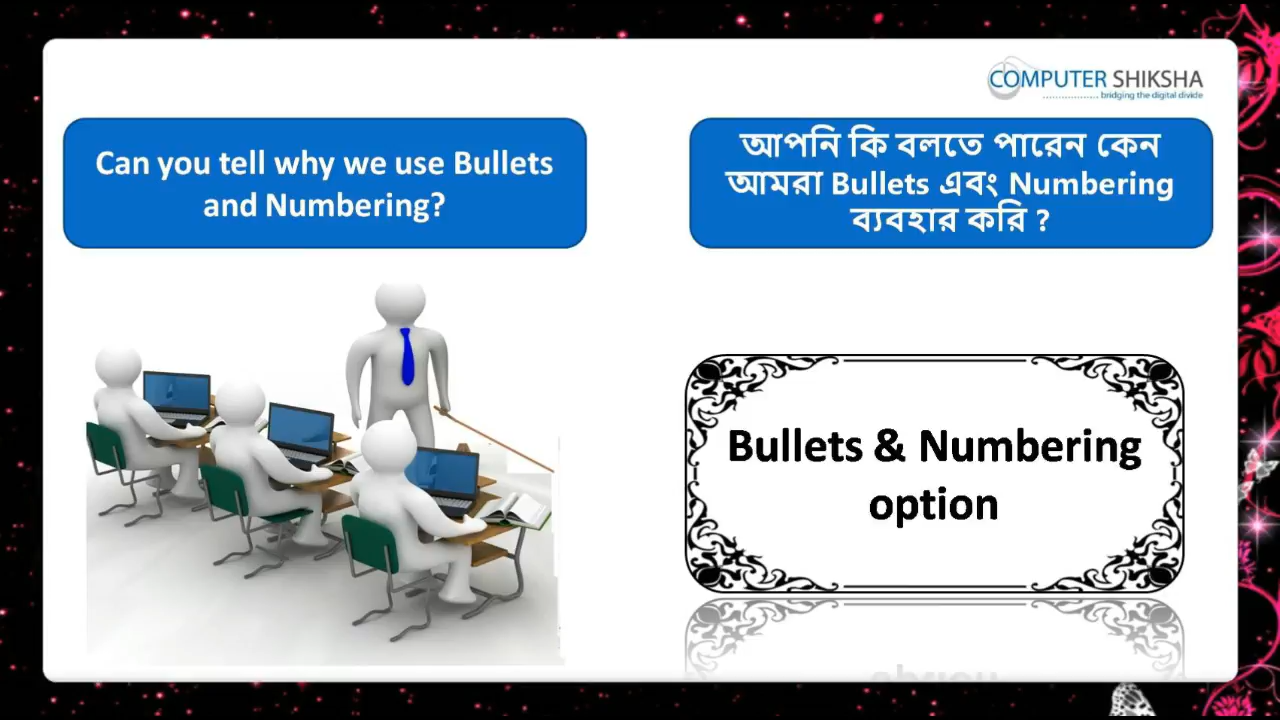 COMPUTER SHIKSHA
bridging the digital divide
Can you tell why we use Bullets
and Numbering?
আপনি কি বলতে পারেন কেন
আমরা Bullets এবং Numbering
ব্যবহার করি ?
Bullets & Numbering
option